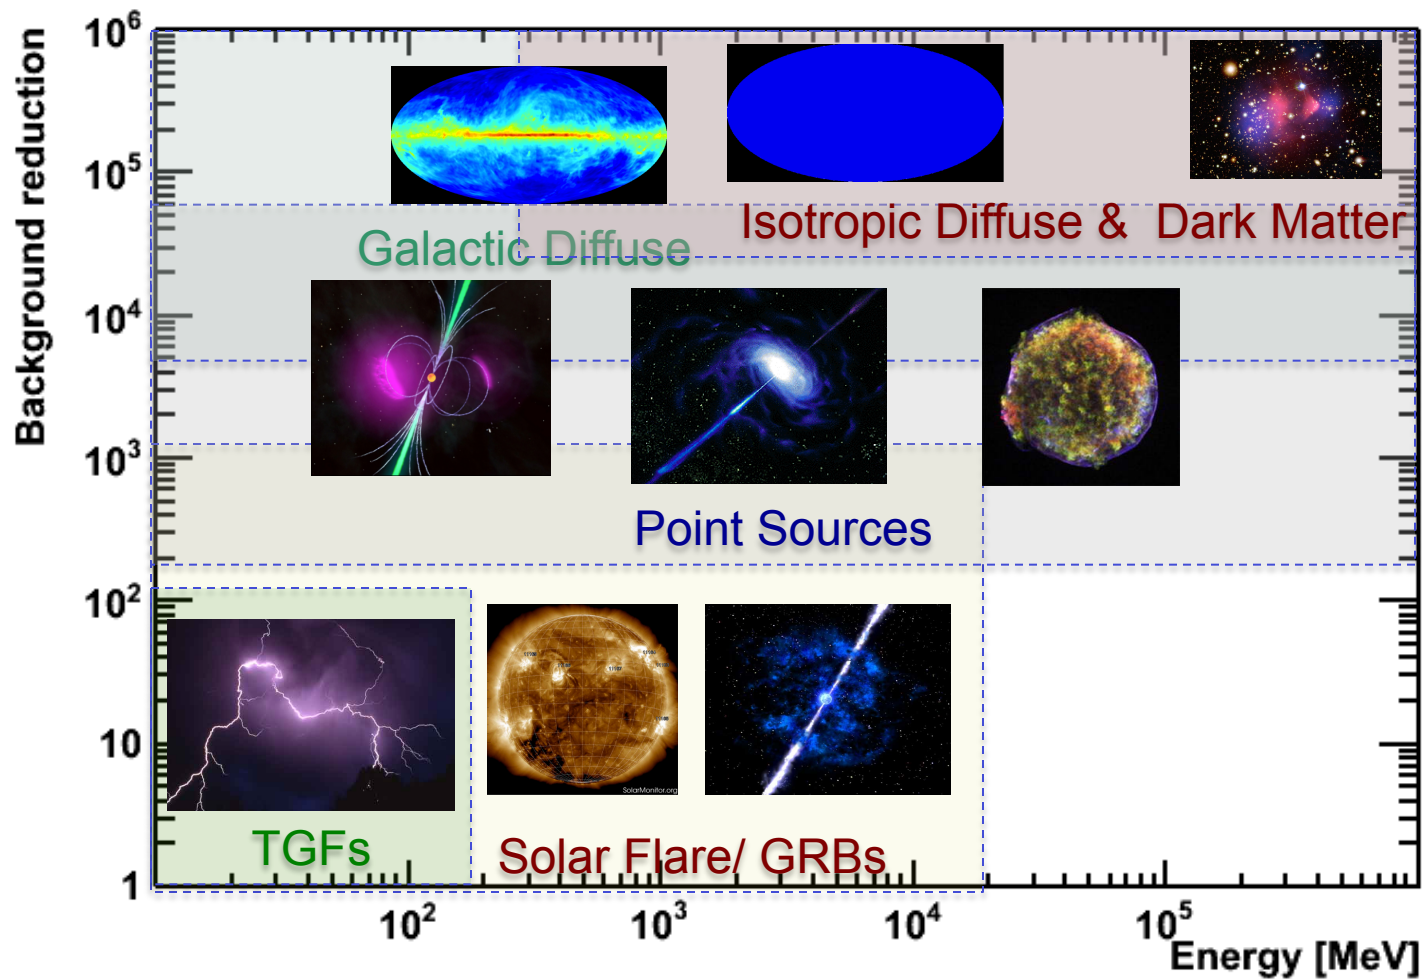 Background reduction
10⁶
10⁵
10⁴
10³
10²
10
1
Isotropic Diffuse & Dark Matter
Galactic Diffuse
Point Sources
SolarMonitor.org
TGFs
Solar Flare/ GRBs
10²
10³
10⁴
10⁵
Energy [MeV]